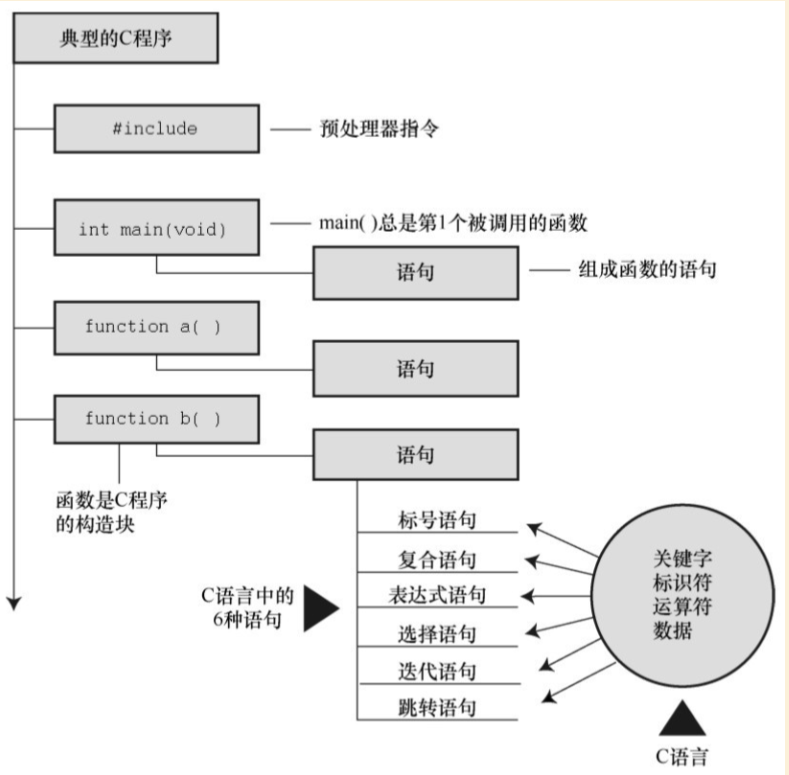 典型的C程序
#include
预处理器指令
int main(void)
main( )总是第1个被调用的函数
语句
组成函数的语句
function a( )
语句
function b( )
语句
函数是C程序
的构造块
标号语句
复合语句
表达式语句
选择语句
迭代语句
跳转语句
C语言中的
6种语句
关键字
标识符
运算符
数据
C语言